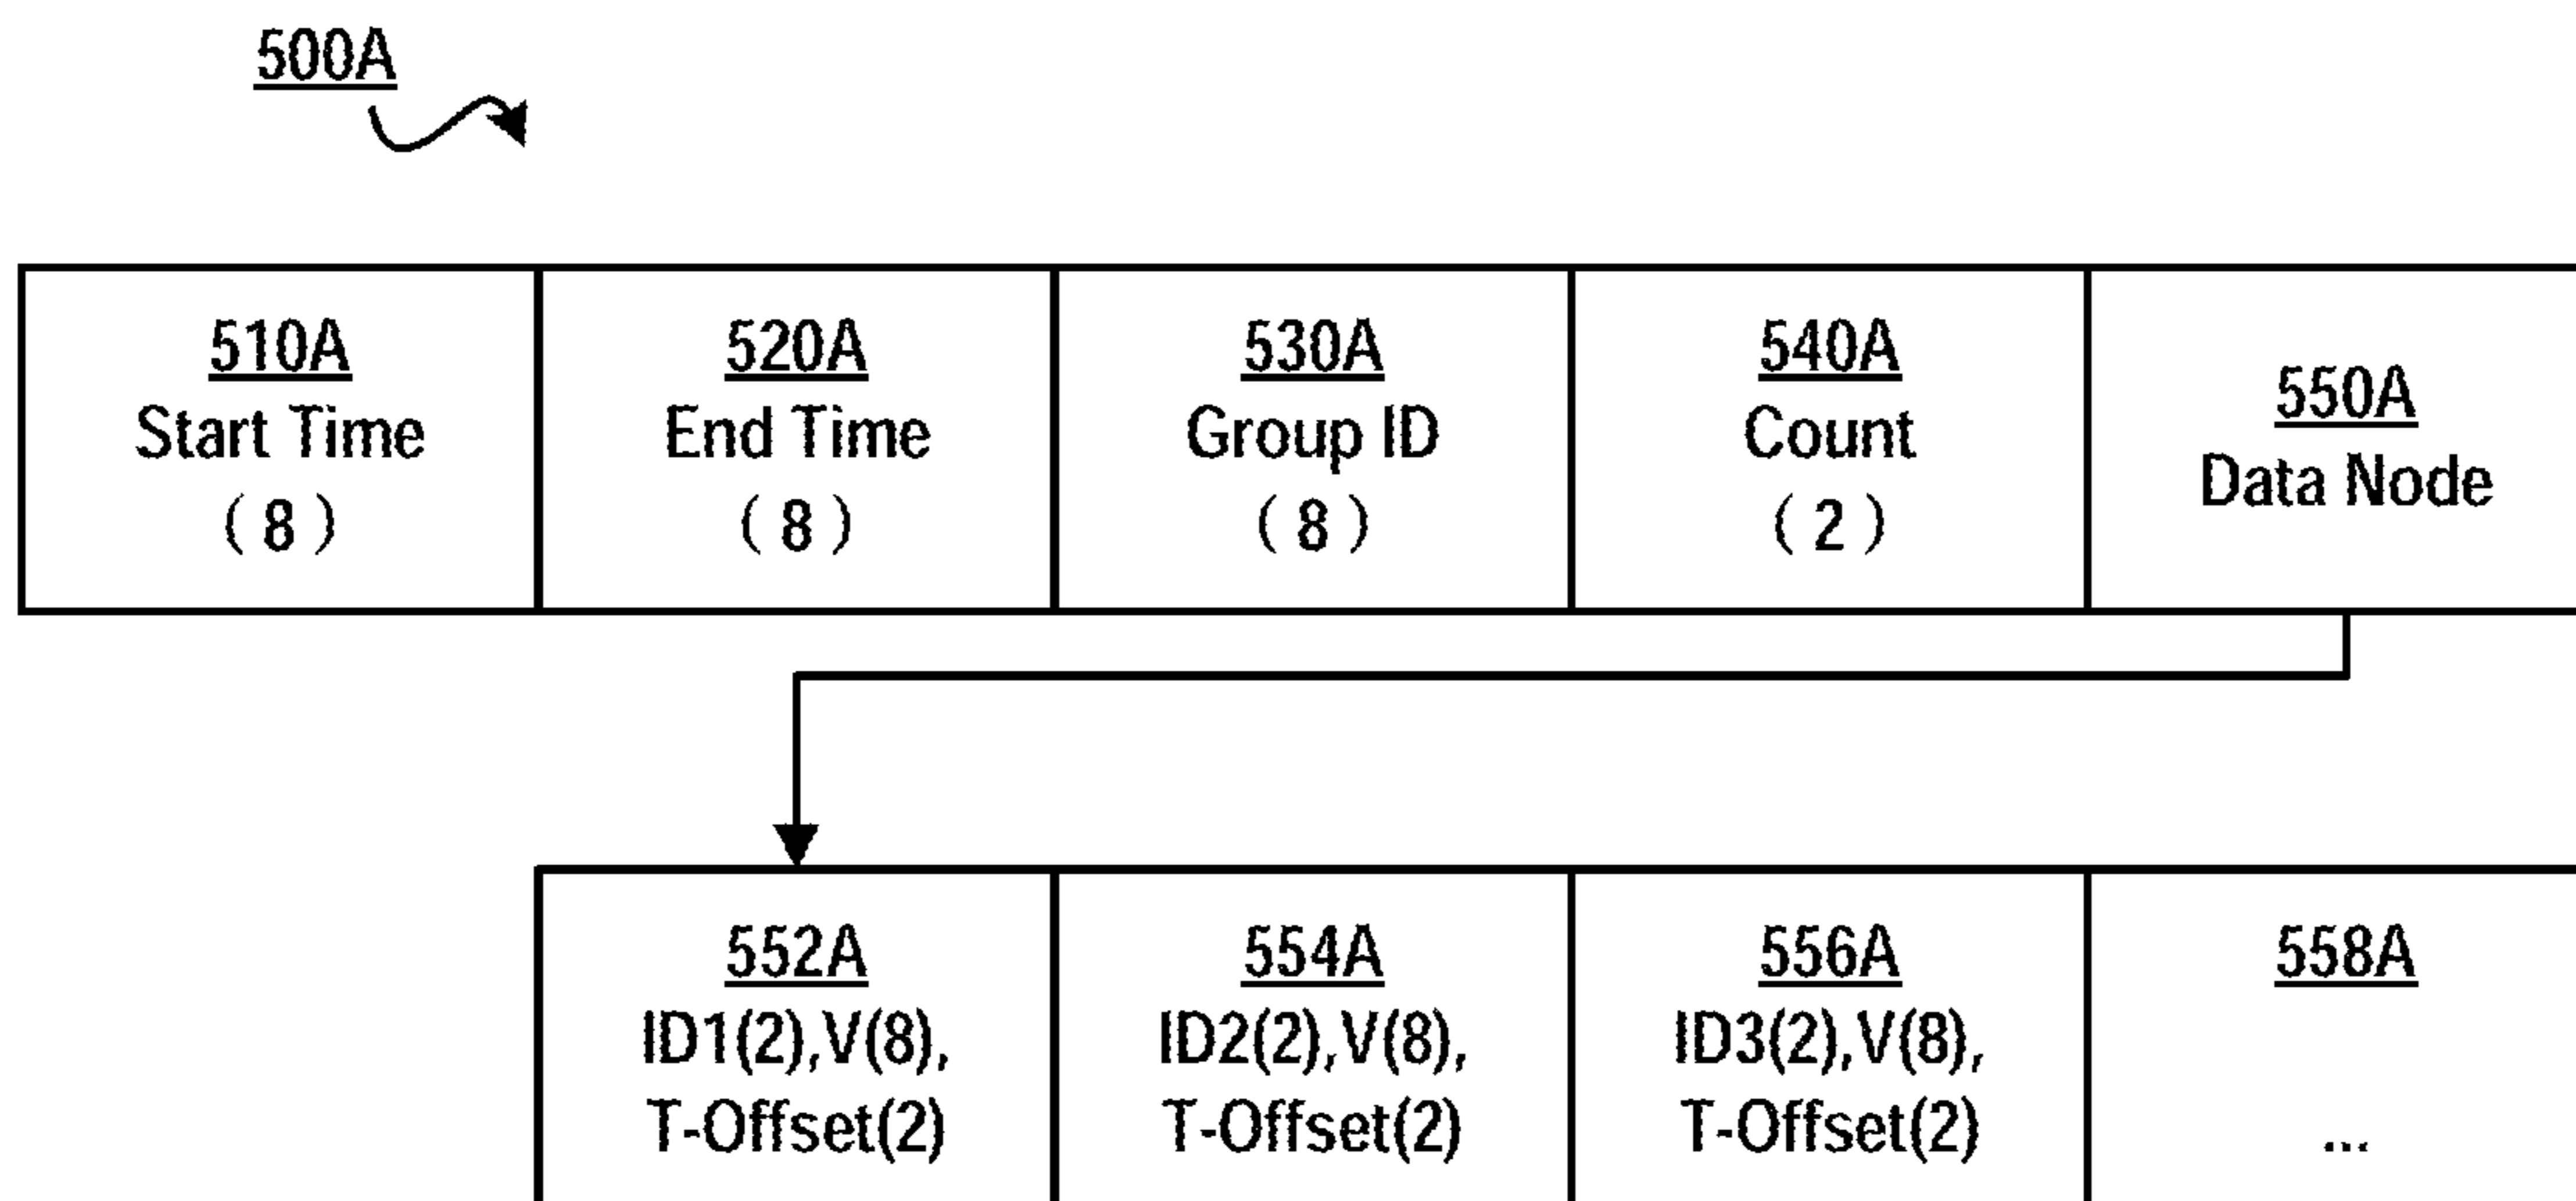 500A
510A
Start Time
( 8 )
520A
End Time
( 8 )
530A
Group ID
( 8 )
540A
Count
( 2 )
550A
Data Node
552A
ID1(2),V(8),
T-Offset(2)
554A
ID2(2),V(8),
T-Offset(2)
556A
ID3(2),V(8),
T-Offset(2)
558A
...